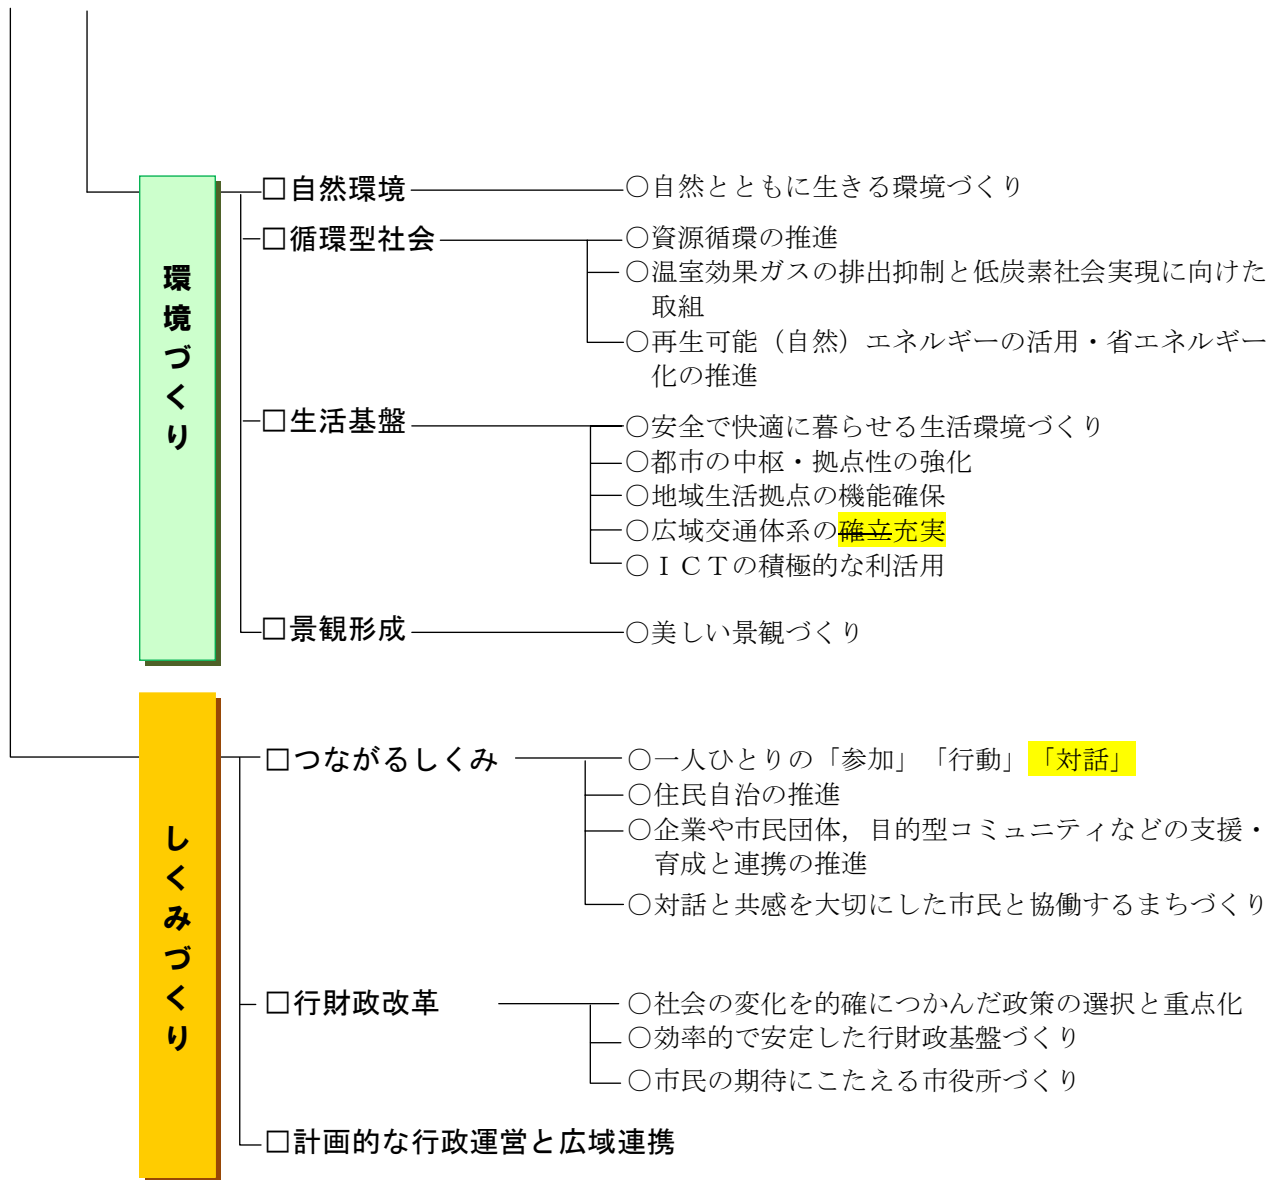 環境づくり
□自然環境
○自然とともに生きる環境づくり
□循環型社会
○資源循環の推進
○温室効果ガスの排出抑制と低炭素社会実現に向けた
取組
○再生可能（自然）エネルギーの活用・省エネルギー
化の推進
□生活基盤
○安全で快適に暮らせる生活環境づくり
○都市の中枢・拠点性の強化
○地域生活拠点の機能確保
○広域交通体系の確立充実
○ＩＣＴの積極的な利活用
□景観形成
○美しい景観づくり
しくみづくり
□つながるしくみ
○一人ひとりの「参加」「行動」「対話」
○住民自治の推進
○企業や市民団体，目的型コミュニティなどの支援・
育成と連携の推進
○対話と共感を大切にした市民と協働するまちづくり
□行財政改革
○社会の変化を的確につかんだ政策の選択と重点化
○効率的で安定した行財政基盤づくり
○市民の期待にこたえる市役所づくり
□計画的な行政運営と広域連携